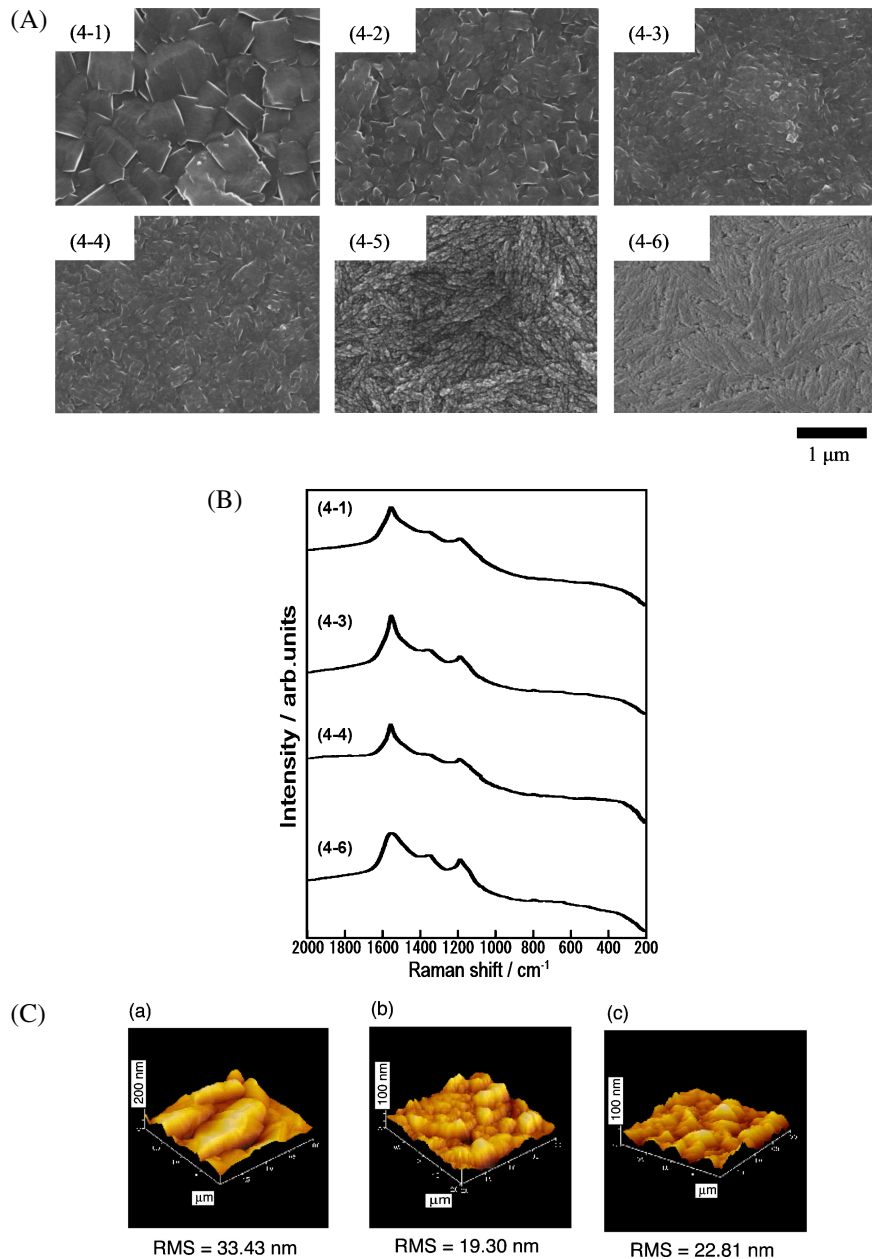 (A)
(4-1) (4-2) (4-3)
(4-4) (4-5) (4-6)
1 μm
(B)
(4-1)
(4-3)
(4-4)
(4-6)
Intensity / arb.units
2000 1800 1600 1400 1200 1000 800 600 400 200
Raman shift / cm⁻¹
(C)
(a) (b) (c)
200 nm 100 nm 100 nm
μm μm μm
RMS = 33.43 nm RMS = 19.30 nm RMS = 22.81 nm